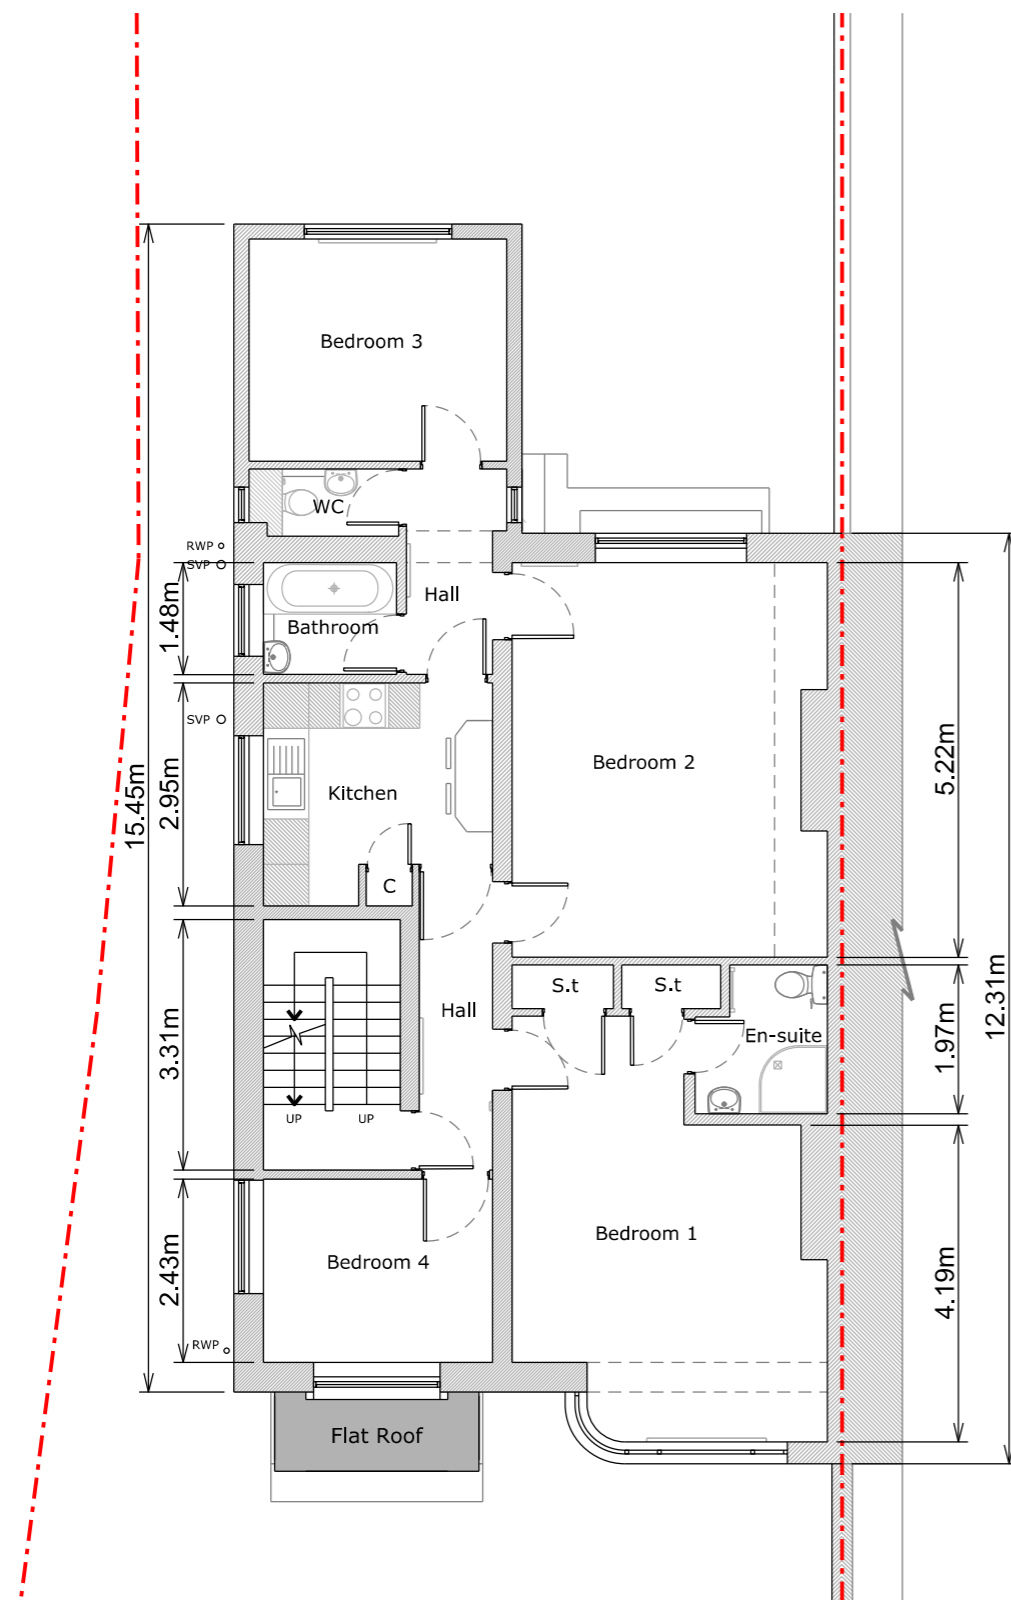 Bedroom 3
WC
RWP
SVP
Hall
1.48m
Bathroom
SVP
Bedroom 2
5.22m
15.45m
2.95m
Kitchen
C
12.31m
S.t
S.t
Hall
En-suite
1.97m
3.31m
UP
UP
Bedroom 1
Bedroom 4
2.43m
4.19m
RWP
Flat Roof